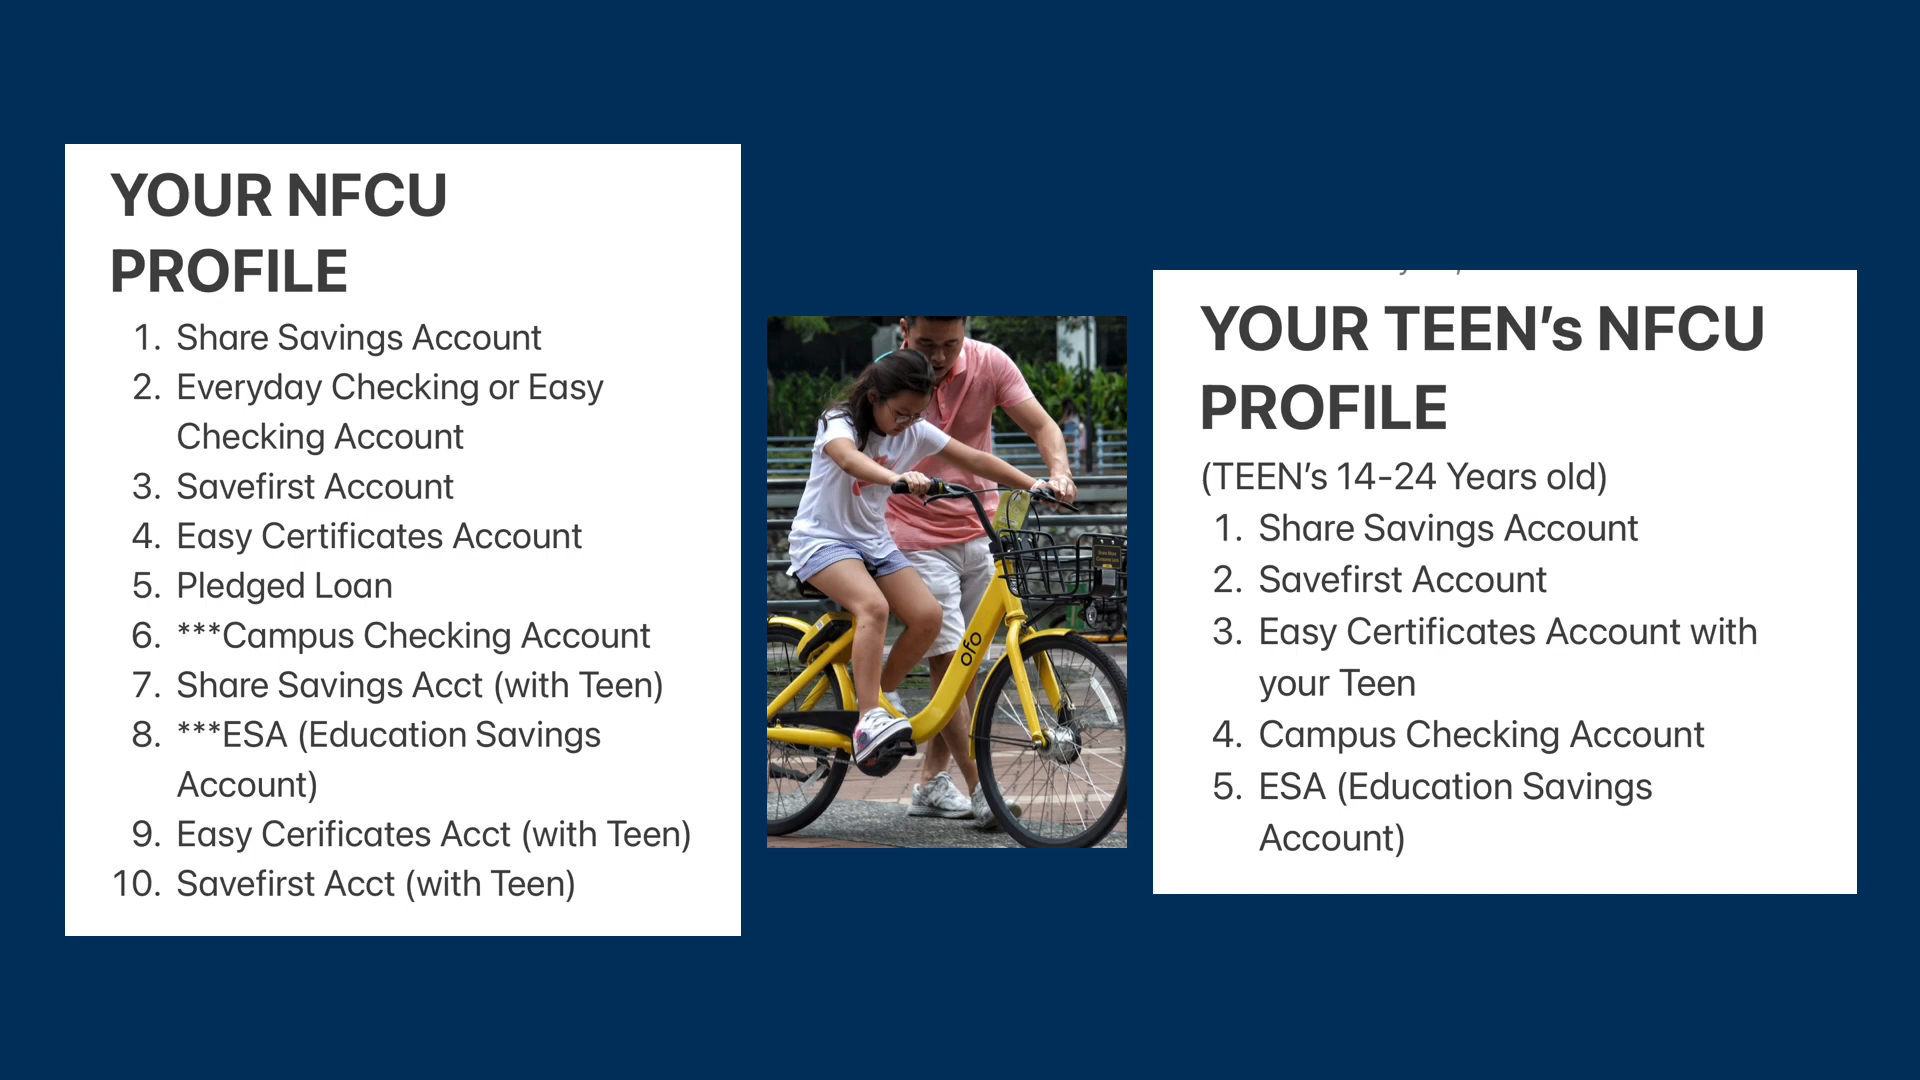 YOUR NFCU
PROFILE
1. Share Savings Account
2. Everyday Checking or Easy
Checking Account
3. Savefirst Account
4. Easy Certificates Account
5. Pledged Loan
6. ***Campus Checking Account
7. Share Savings Acct (with Teen)
8. ***ESA (Education Savings
Account)
9. Easy Cerificates Acct (with Teen)
10. Savefirst Acct (with Teen)
ofo
YOUR TEEN’s NFCU
PROFILE
(TEEN’s 14-24 Years old)
1. Share Savings Account
2. Savefirst Account
3. Easy Certificates Account with
your Teen
4. Campus Checking Account
5. ESA (Education Savings
Account)